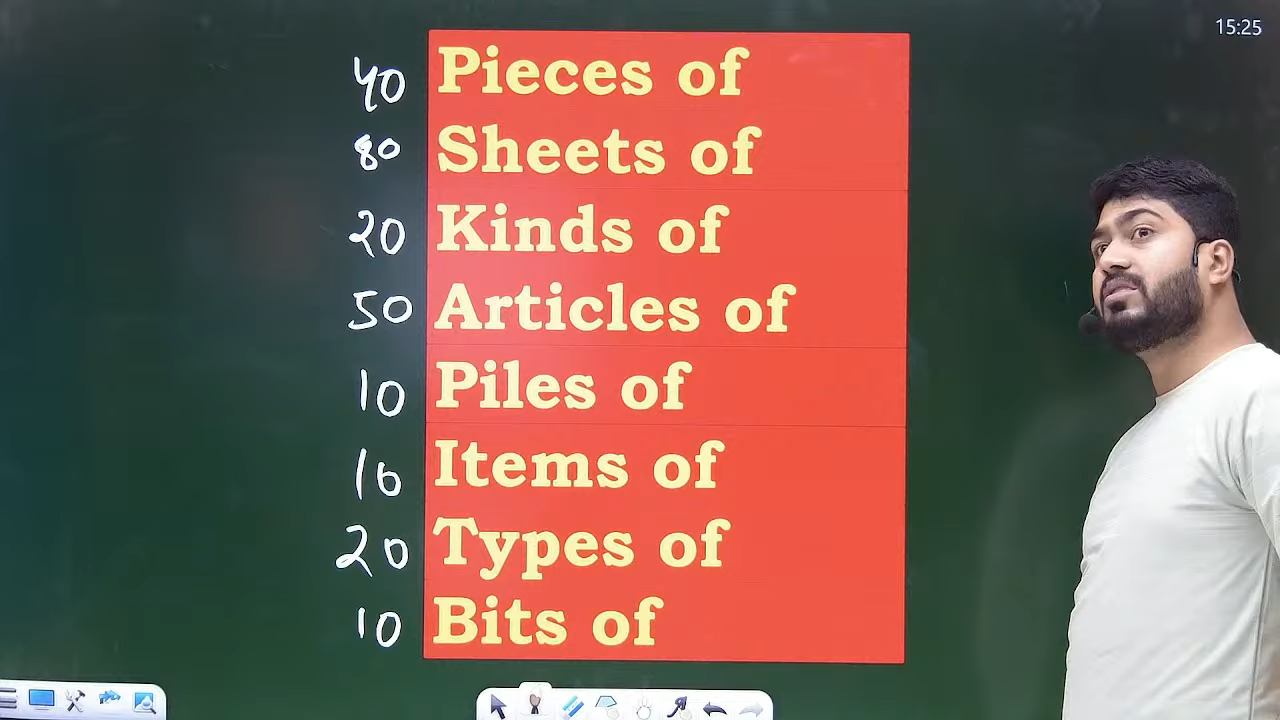 15:25
40 Pieces of
80 Sheets of
20 Kinds of
50 Articles of
10 Piles of
10 Items of
20 Types of
10 Bits of